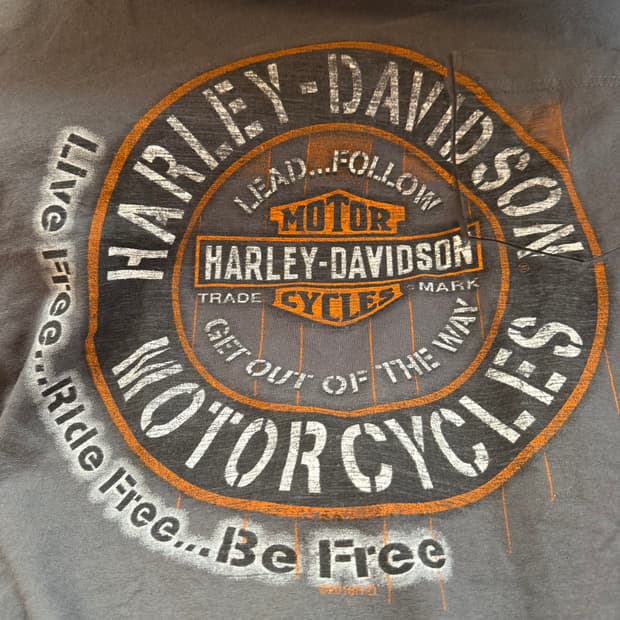 HARLEY-DAVIDSON
LEAD...FOLLOW
MOTOR
HARLEY-DAVIDSON
TRADE MARK
CYCLES
GET OUT OF THE WAY
MOTORCYCLES
Live Free...Ride Free...Be Free